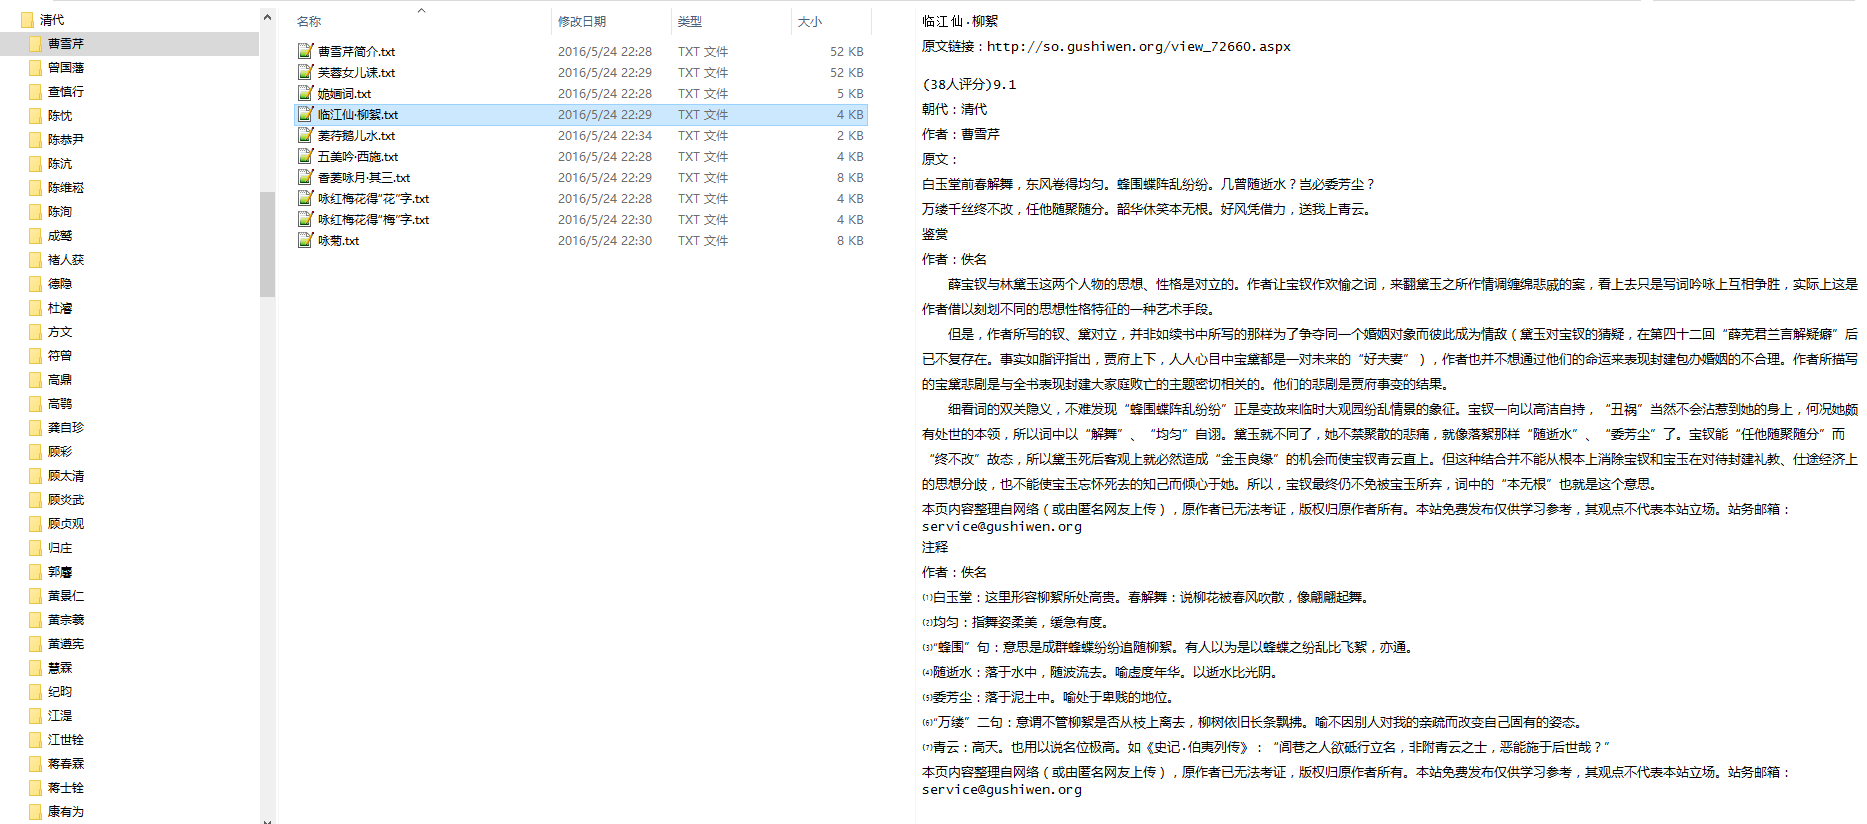 清代
曹雪芹
曾国藩
查慎行
陈忱
陈恭尹
陈沆
陈维崧
陈洵
成鹫
褚人获
德隐
杜濬
方文
符曾
高鼎
高鹗
龚自珍
顾彩
顾太清
顾炎武
顾贞观
归庄
郭麐
黄景仁
黄宗羲
黄遵宪
慧霖
纪昀
江湜
江世铨
蒋春霖
蒋士铨
康有为
名称 修改日期 类型 大小
曹雪芹简介.txt 2016/5/24 22:28 TXT 文件 52 KB
芙蓉女儿诔.txt 2016/5/24 22:29 TXT 文件 52 KB
姽婳词.txt 2016/5/24 22:28 TXT 文件 5 KB
临江仙·柳絮.txt 2016/5/24 22:29 TXT 文件 4 KB
菱荇鹅儿水.txt 2016/5/24 22:34 TXT 文件 2 KB
五美吟·西施.txt 2016/5/24 22:28 TXT 文件 4 KB
香菱咏月·其三.txt 2016/5/24 22:29 TXT 文件 8 KB
咏红梅花得“花”字.txt 2016/5/24 22:28 TXT 文件 4 KB
咏红梅花得“梅”字.txt 2016/5/24 22:30 TXT 文件 4 KB
咏菊.txt 2016/5/24 22:30 TXT 文件 8 KB
临江仙·柳絮
原文链接：http://so.gushiwen.org/view_72660.aspx
(38人评分)9.1
朝代：清代
作者：曹雪芹
原文：
白玉堂前春解舞，东风卷得均匀。蜂围蝶阵乱纷纷。几曾随逝水？岂必委芳尘？
万缕千丝终不改，任他随聚随分。韶华休笑本无根。好风凭借力，送我上青云。
鉴赏
作者：佚名
薛宝钗与林黛玉这两个人物的思想、性格是对立的。作者让宝钗作欢愉之词，来翻黛玉之所作情调缠绵悲戚的案，看上去只是写词吟咏上互相争胜，实际上这是
作者借以刻划不同的思想性格特征的一种艺术手段。
但是，作者所写的钗、黛对立，并非如续书中所写的那样为了争夺同一个婚姻对象而彼此成为情敌（黛玉对宝钗的猜疑，在第四十二回“薛芜君兰言解疑癖”后
已不复存在。事实如脂评指出，贾府上下，人人心目中宝黛都是一对未来的“好夫妻”），作者也并不想通过他们的命运来表现封建包办婚姻的不合理。作者所描写
的宝黛悲剧是与全书表现封建大家庭败亡的主题密切相关的。他们的悲剧是贾府事变的结果。
细看词的双关隐义，不难发现“蜂围蝶阵乱纷纷”正是变故来临时大观园纷乱情景的象征。宝钗一向以高洁自持，“丑祸”当然不会沾惹到她的身上，何况她颇
有处世的本领，所以词中以“解舞”、“均匀”自诩。黛玉就不同了，她不禁聚散的悲痛，就像落絮那样“随逝水”、“委芳尘”了。宝钗能“任他随聚随分”而
“终不改”故态，所以黛玉死后客观上就必然造成“金玉良缘”的机会而使宝钗青云直上。但这种结合并不能从根本上消除宝钗和宝玉在对待封建礼教、仕途经济上
的思想分歧，也不能使宝玉忘怀死去的知己而倾心于她。所以，宝钗最终仍不免被宝玉所弃，词中的“本无根”也就是这个意思。
本页内容整理自网络（或由匿名网友上传），原作者已无法考证，版权归原作者所有。本站免费发布仅供学习参考，其观点不代表本站立场。站务邮箱：
service@gushiwen.org
注释
作者：佚名
⑴白玉堂：这里形容柳絮所处高贵。春解舞：说柳花被春风吹散，像翩翩起舞。
⑵均匀：指舞姿柔美，缓急有度。
⑶“蜂围”句：意思是成群蜂蝶纷纷追随柳絮。有人以为是以蜂蝶之纷乱比飞絮，亦通。
⑷随逝水：落于水中，随波流去。喻虚度年华。以逝水比光阴。
⑸委芳尘：落于泥土中。喻处于卑贱的地位。
⑹“万缕”二句：意谓不管柳絮是否从枝上离去，柳树依旧长条飘拂。喻不因别人对我的亲疏而改变自己固有的姿态。
⑺青云：高天。也用以说名位极高。如《史记·伯夷列传》：“闾巷之人欲砥行立名，非附青云之士，恶能施于后世哉？”
本页内容整理自网络（或由匿名网友上传），原作者已无法考证，版权归原作者所有。本站免费发布仅供学习参考，其观点不代表本站立场。站务邮箱：
service@gushiwen.org